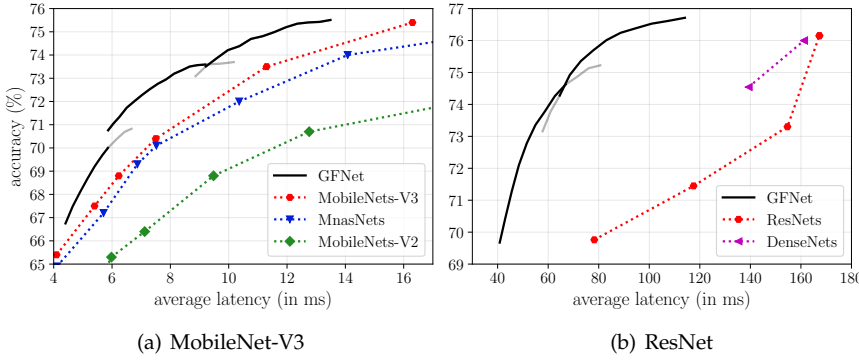 76
75
74
73
72
71
70
69
68
67
66
65
accuracy (%)
4 6 8 10 12 14 16
average latency (in ms)
GFNet
MobileNets-V3
MnasNets
MobileNets-V2
(a) MobileNet-V3
77
76
75
74
73
72
71
70
69
40 60 80 100 120 140 160 180
average latency (in ms)
GFNet
ResNets
DenseNets
(b) ResNet